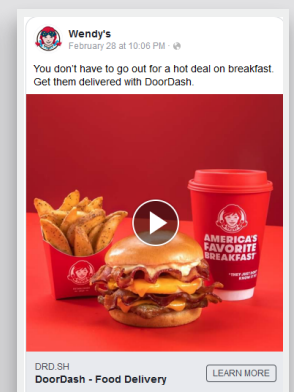 Wendy's
February 28 at 10:06 PM ·
You don't have to go out for a hot deal on breakfast.
Get them delivered with DoorDash.
AMERICA'S
FAVORITE
BREAKFAST*
DRD.SH
DoorDash - Food Delivery
LEARN MORE